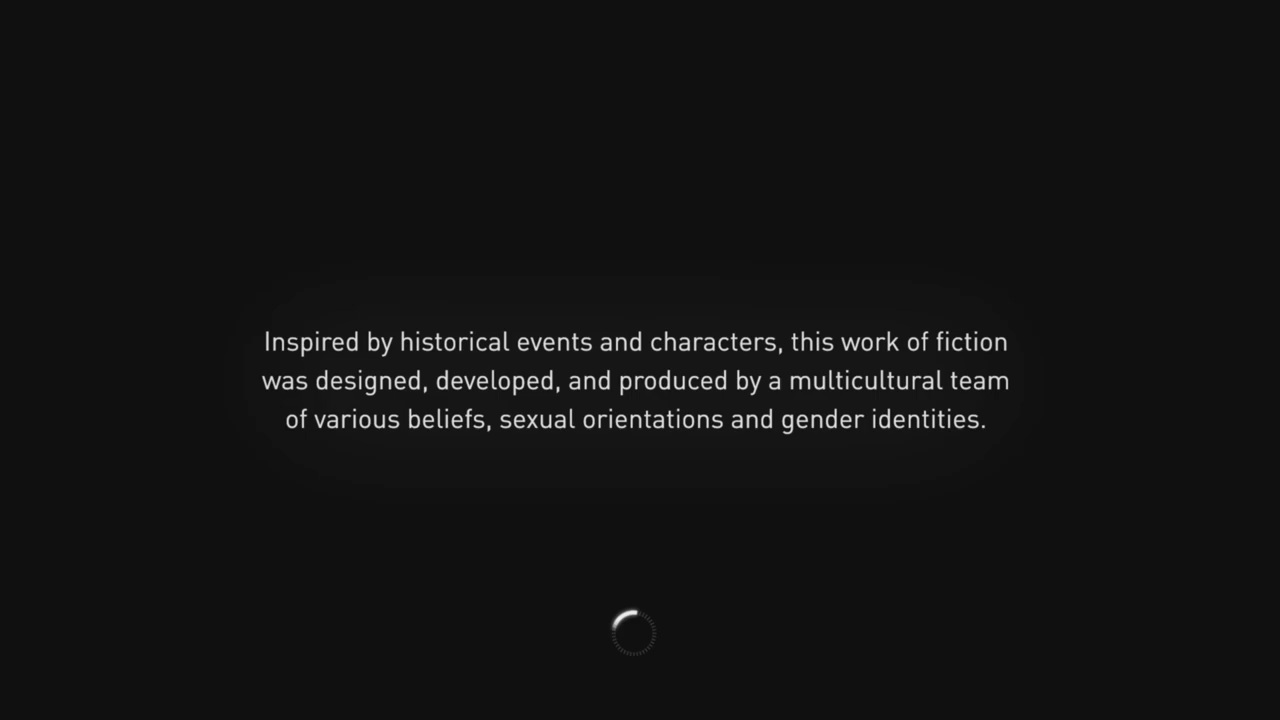 Inspired by historical events and characters, this work of fiction
was designed, developed, and produced by a multicultural team
of various beliefs, sexual orientations and gender identities.